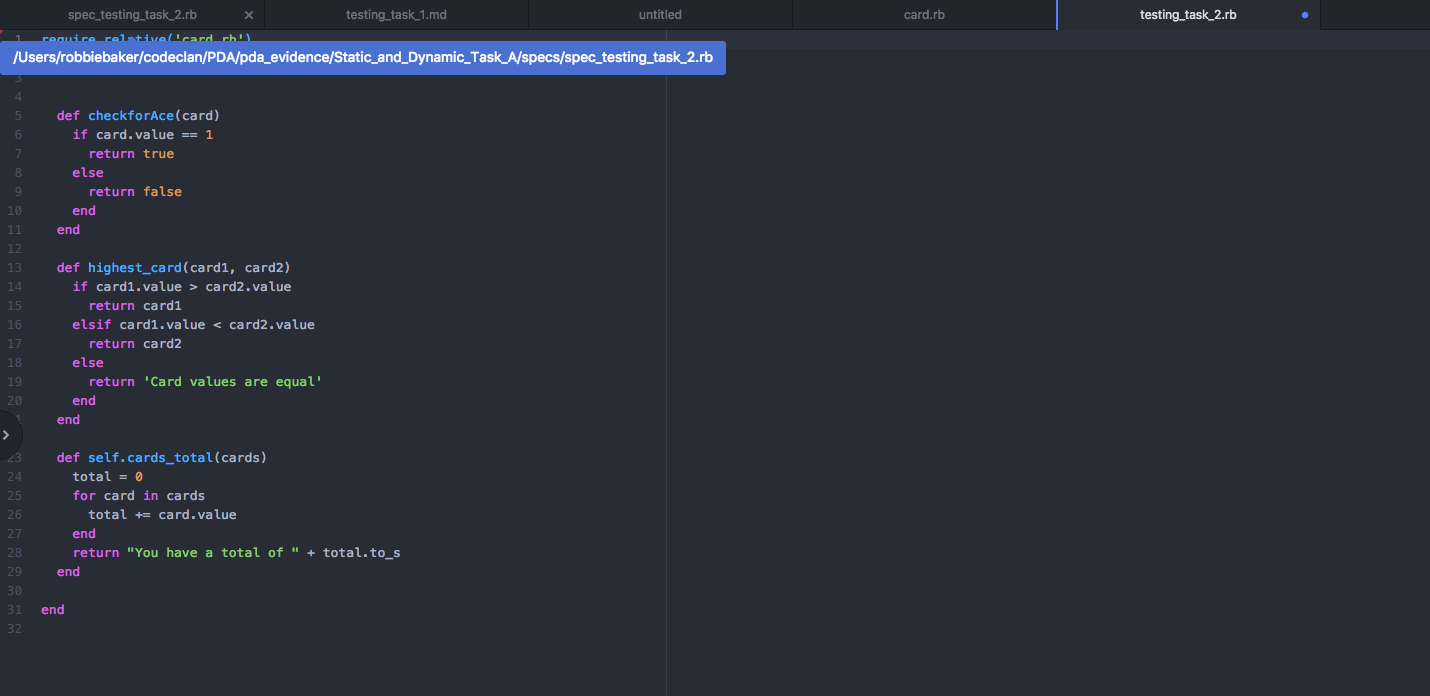 spec_testing_task_2.rb
testing_task_1.md
untitled
card.rb
testing_task_2.rb
1 require_relative('card.rb')
/Users/robbiebaker/codeclan/PDA/pda_evidence/Static_and_Dynamic_Task_A/specs/spec_testing_task_2.rb
3
4
5 def checkforAce(card)
6 if card.value == 1
7 return true
8 else
9 return false
10 end
11 end
12
13 def highest_card(card1, card2)
14 if card1.value > card2.value
15 return card1
16 elsif card1.value < card2.value
17 return card2
18 else
19 return 'Card values are equal'
20 end
1 end
23 def self.cards_total(cards)
24 total = 0
25 for card in cards
26 total += card.value
27 end
28 return "You have a total of " + total.to_s
29 end
30
31 end
32